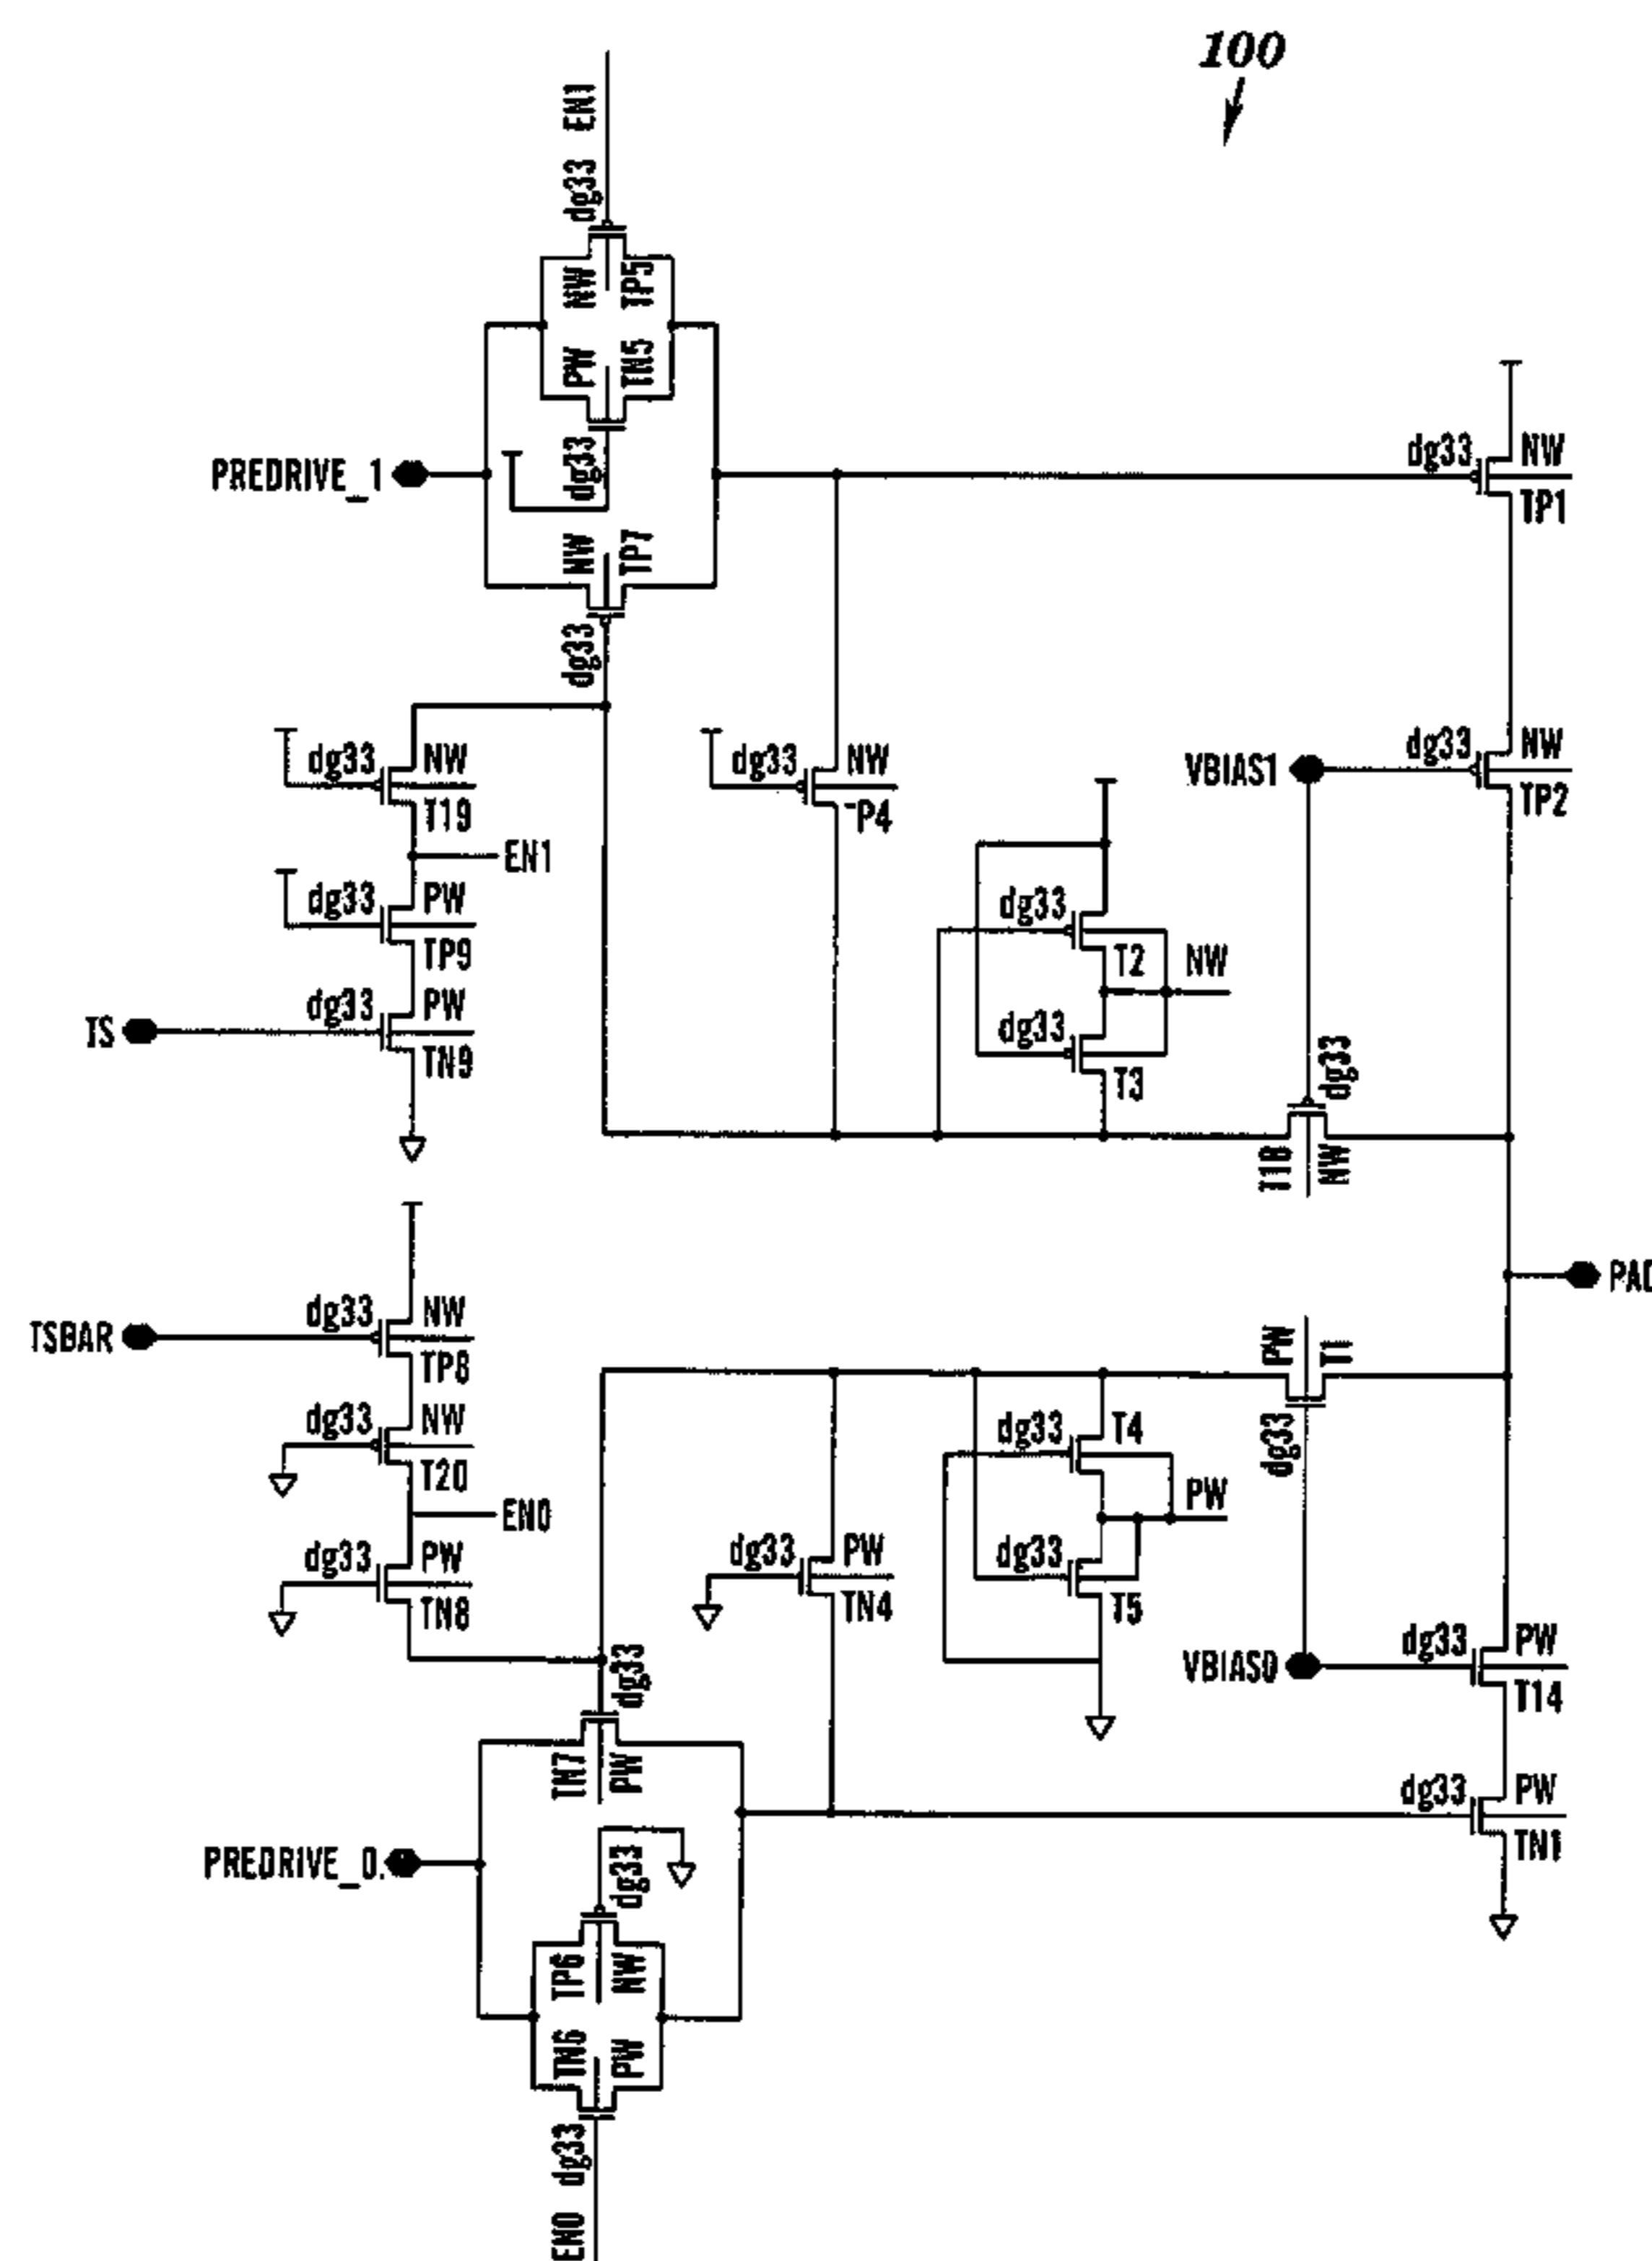 100
EN1
dg33
NW
TP5
PW
TN5
dg33
PREDRIVE_1
NW
TP7
dg33
dg33
NW
TP1
dg33
NW
T19
EN1
dg33
PW
TP9
dg33
PW
TN9
TS
dg33
NW
P4
VBIAS1
dg33
NW
TP2
dg33
T2
NW
dg33
T3
dg33
T18
NW
TSBAR
dg33
NW
TP8
dg33
NW
T20
EN0
dg33
PW
TN8
PAD
PW
T1
dg33
dg33
T4
PW
dg33
T5
dg33
PW
TN4
VBIAS0
dg33
PW
T14
dg33
PW
TN1
dg33
TN7
PW
PREDRIVE_0.
dg33
TP6
NW
TN6
PW
dg33
EN0